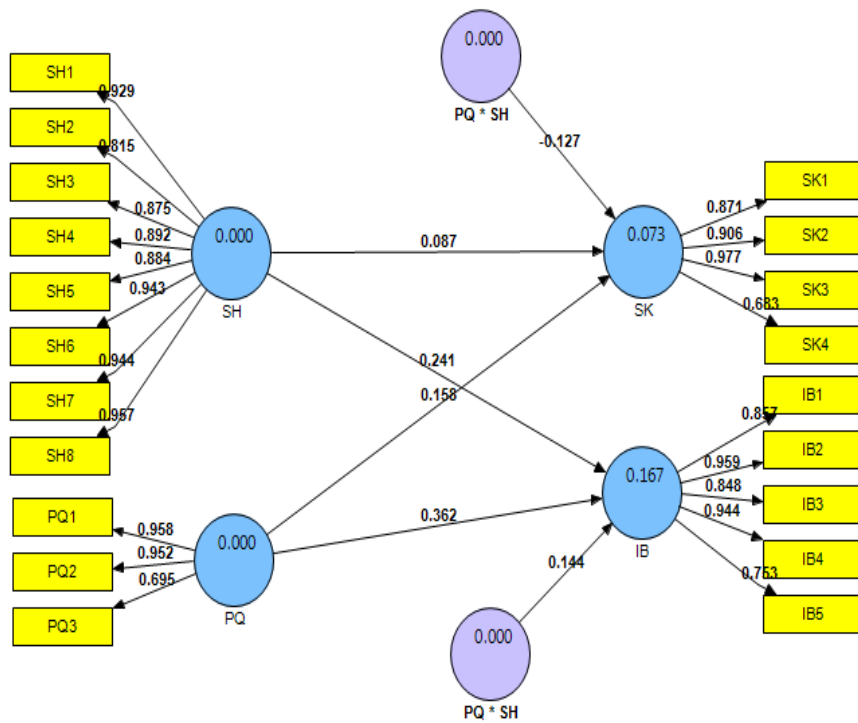 0.000
PQ * SH
-0.127
SH1
SH2
SH3
SH4
SH5
SH6
SH7
SH8
0.929
0.815
0.875
0.892
0.884
0.943
0.944
0.957
0.000
SH
0.087
0.241
0.158
0.073
SK
0.871
0.906
0.977
0.683
SK1
SK2
SK3
SK4
PQ1
PQ2
PQ3
0.958
0.952
0.695
0.000
PQ
0.362
0.167
IB
0.857
0.959
0.848
0.944
0.753
IB1
IB2
IB3
IB4
IB5
0.144
0.000
PQ * SH